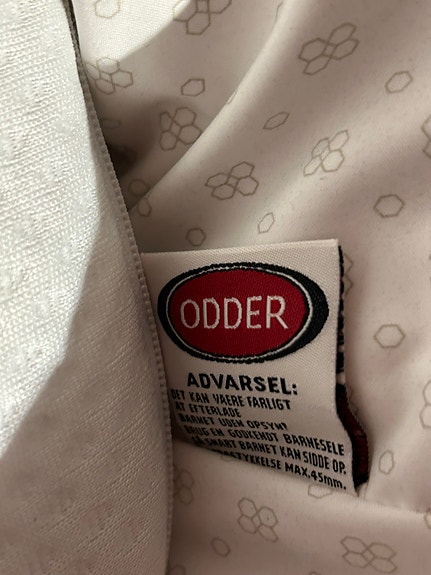 ODDER
ADVARSEL:
DET KAN VAERE FARLIGT
AT EFTERLADE
BARNET UDEN OPSYN!
BRUG EN GODKENDT BARNESELE
SÅ SNART BARNET KAN SIDDE OP.
STYKKELSE MAX.45mm.